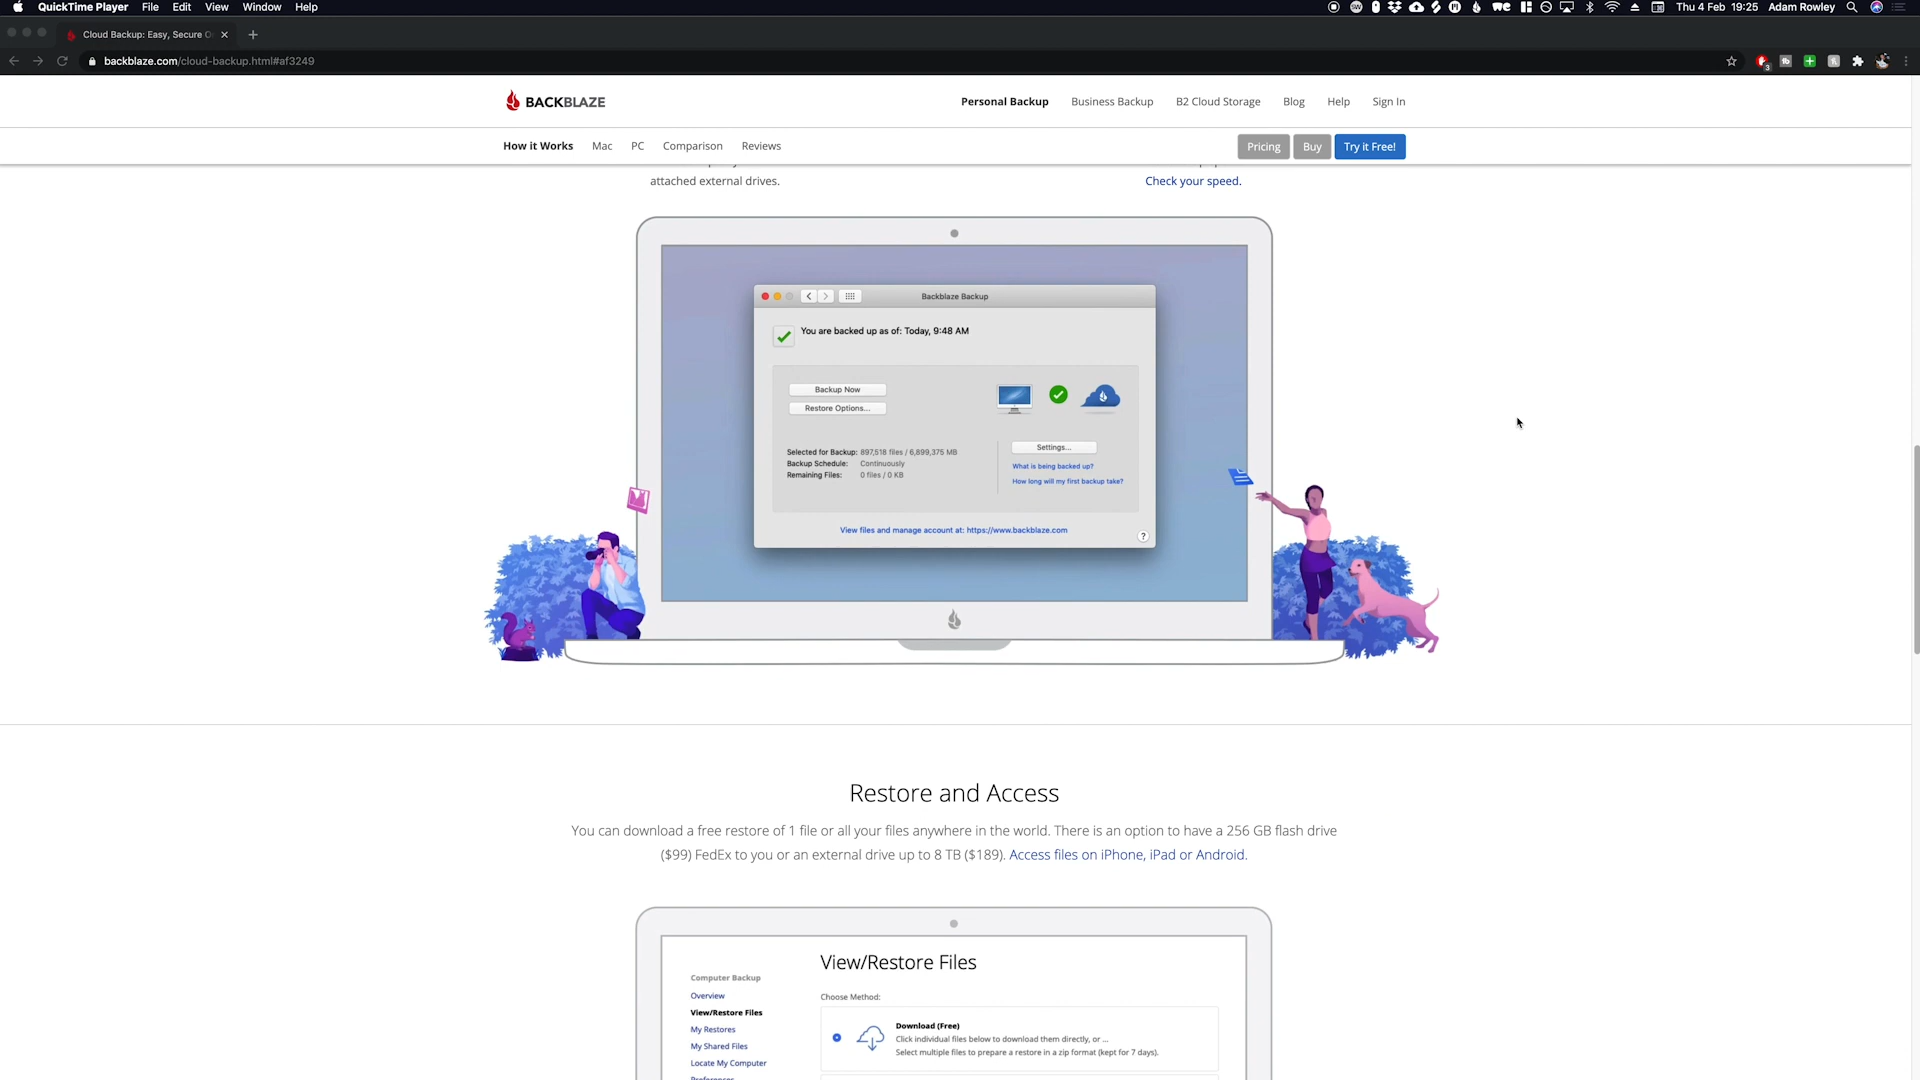 QuickTime Player File Edit View Window Help
Thu 4 Feb 19:25 Adam Rowley
Cloud Backup: Easy, Secure O
backblaze.com/cloud-backup.html#af3249
3
BACKBLAZE
Personal Backup Business Backup B2 Cloud Storage Blog Help Sign In
How it Works Mac PC Comparison Reviews
Pricing Buy Try it Free!
attached external drives.
Check your speed.
Backblaze Backup
You are backed up as of: Today, 9:48 AM
Backup Now
Restore Options...
Selected for Backup: 897,518 files / 6,899,375 MB
Backup Schedule: Continuously
Remaining Files: 0 files / 0 KB
Settings...
What is being backed up?
How long will my first backup take?
View files and manage account at: https://www.backblaze.com
?
Restore and Access
You can download a free restore of 1 file or all your files anywhere in the world. There is an option to have a 256 GB flash drive
($99) FedEx to you or an external drive up to 8 TB ($189). Access files on iPhone, iPad or Android.
Computer Backup
Overview
View/Restore Files
My Restores
My Shared Files
Locate My Computer
Preferences
View/Restore Files
Choose Method:
Download (Free)
Click individual files below to download them directly, or ...
Select multiple files to prepare a restore in a zip format (kept for 7 days).